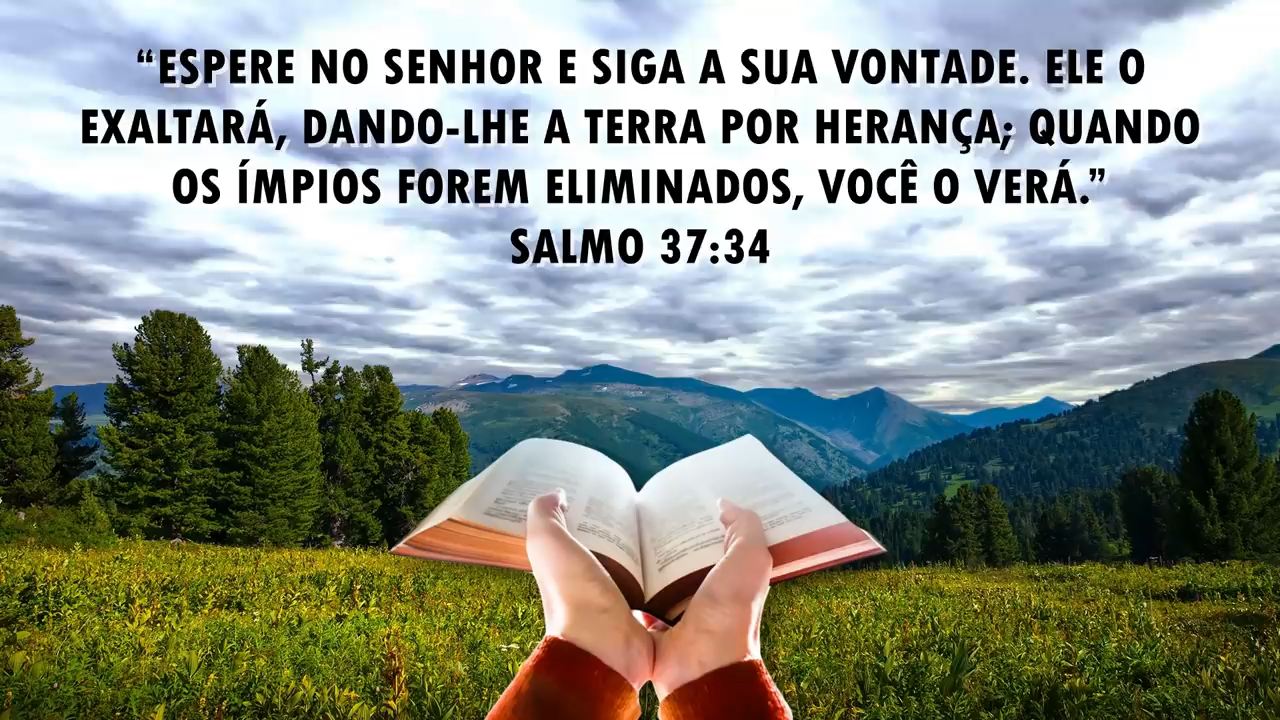 “ESPERE NO SENHOR E SIGA A SUA VONTADE. ELE O
EXALTARÁ, DANDO-LHE A TERRA POR HERANÇA; QUANDO
OS ÍMPIOS FOREM ELIMINADOS, VOCÊ O VERÁ.”
SALMO 37:34